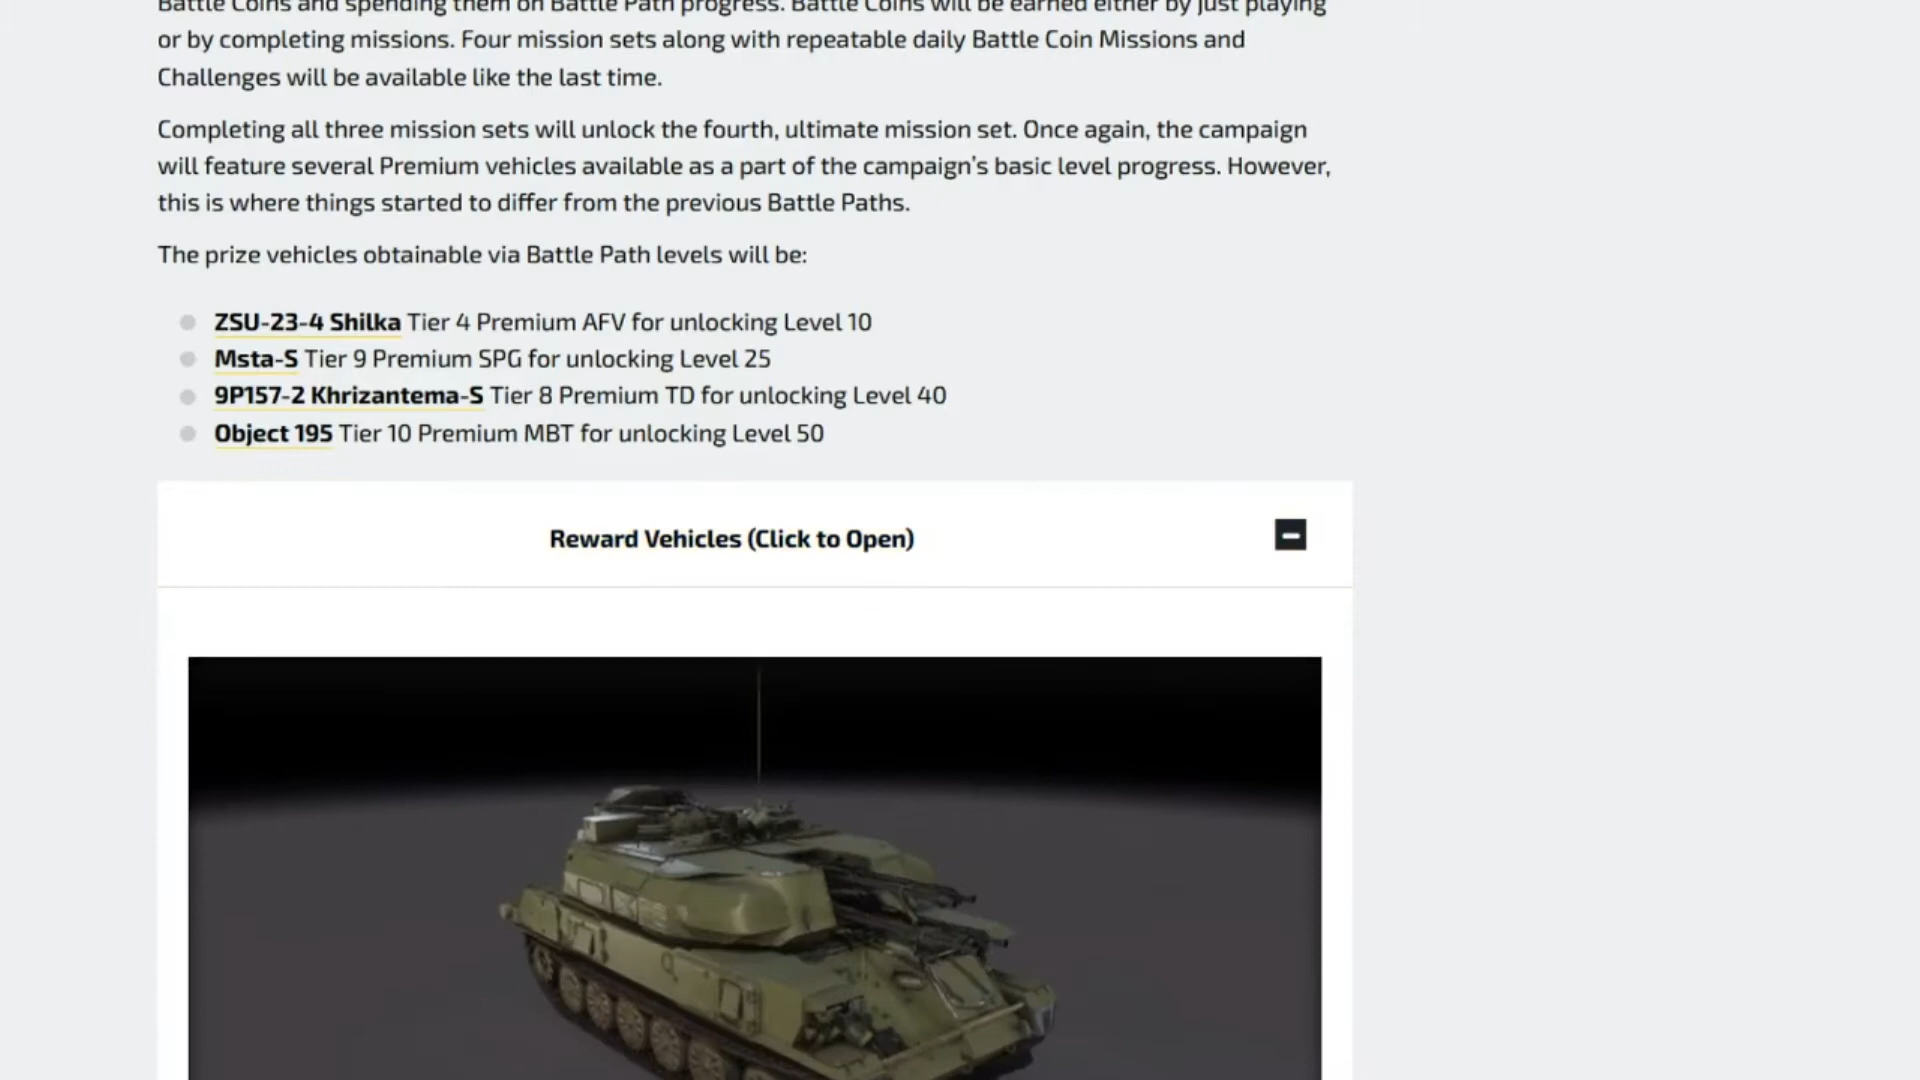 Battle Coins and spending them on Battle Path progress. Battle Coins will be earned either by just playing
or by completing missions. Four mission sets along with repeatable daily Battle Coin Missions and
Challenges will be available like the last time.
Completing all three mission sets will unlock the fourth, ultimate mission set. Once again, the campaign
will feature several Premium vehicles available as a part of the campaign's basic level progress. However,
this is where things started to differ from the previous Battle Paths.
The prize vehicles obtainable via Battle Path levels will be:
ZSU-23-4 Shilka Tier 4 Premium AFV for unlocking Level 10
Msta-S Tier 9 Premium SPG for unlocking Level 25
9P157-2 Khrizantema-S Tier 8 Premium TD for unlocking Level 40
Object 195 Tier 10 Premium MBT for unlocking Level 50
Reward Vehicles (Click to Open)